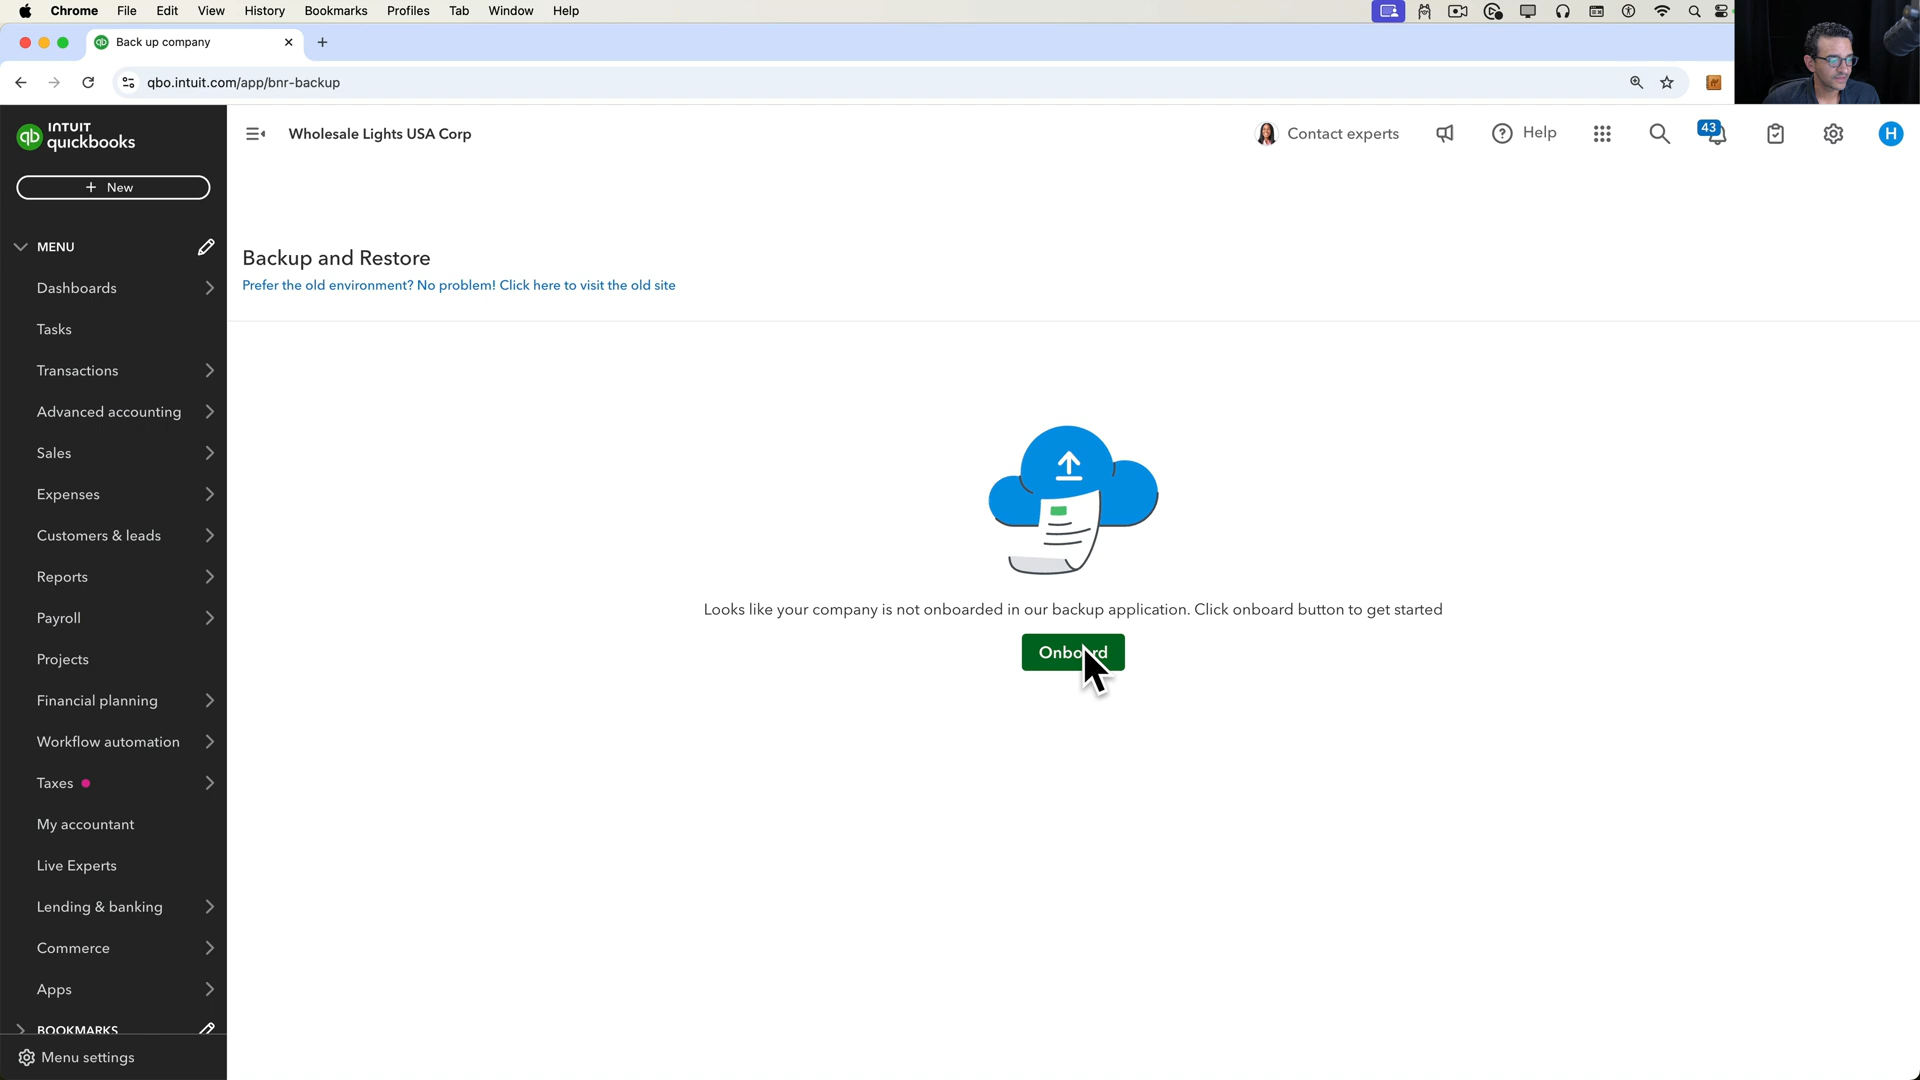 Chrome File Edit View History Bookmarks Profiles Tab Window Help
qb Back up company
qbo.intuit.com/app/bnr-backup
qb INTUIT quickbooks
Wholesale Lights USA Corp
Contact experts
Help
43
H
+ New
MENU
Dashboards
Tasks
Transactions
Advanced accounting
Sales
Expenses
Customers & leads
Reports
Payroll
Projects
Financial planning
Workflow automation
Taxes
My accountant
Live Experts
Lending & banking
Commerce
Apps
BOOKMARKS
Menu settings
Backup and Restore
Prefer the old environment? No problem! Click here to visit the old site
Looks like your company is not onboarded in our backup application. Click onboard button to get started
Onboard